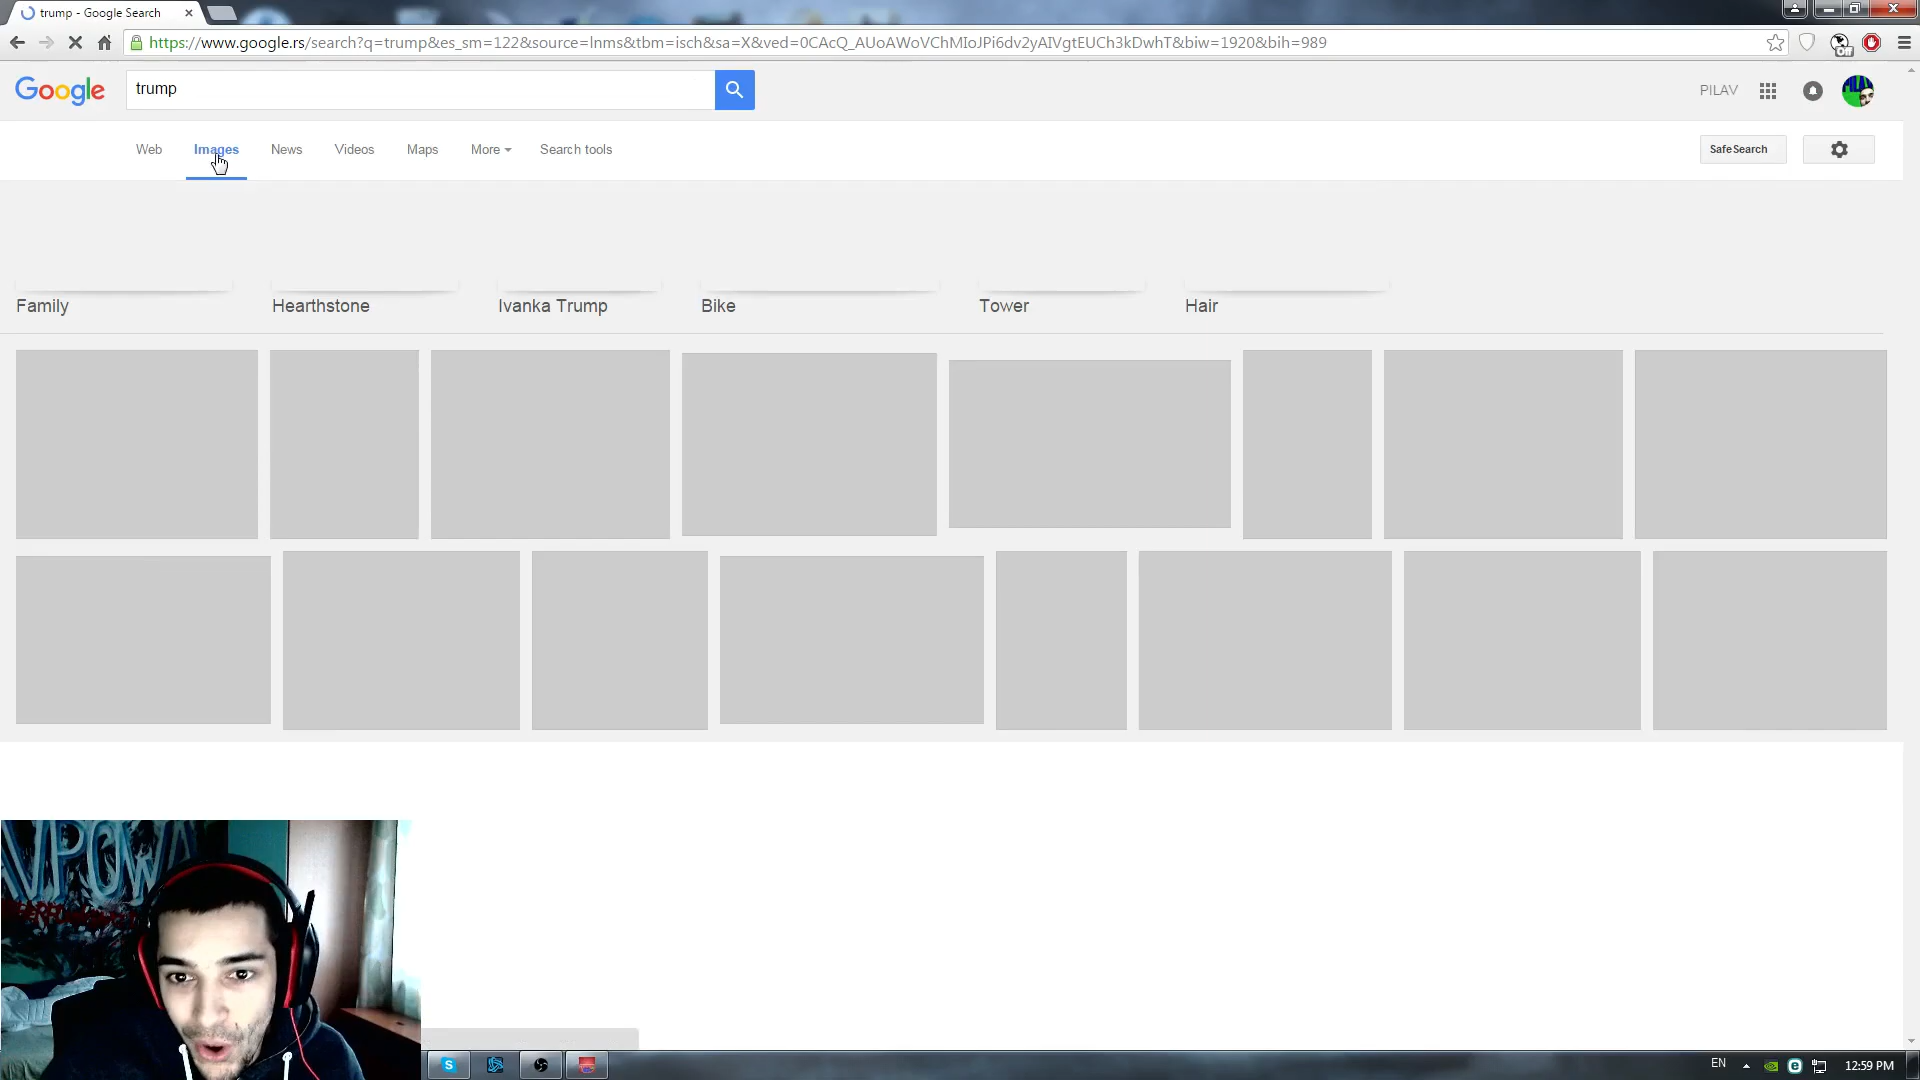 trump - Google Search
https://www.google.rs/search?q=trump&es_sm=122&source=lnms&tbm=isch&sa=X&ved=0CAcQ_AUoAWoVChMIoJPi6dv2yAIVgtEUCh3kDwhT&biw=1920&bih=989
Google trump PILAV
Web Images News Videos Maps More Search tools SafeSearch
Family Hearthstone Ivanka Trump Bike Tower Hair
EN 12:59 PM